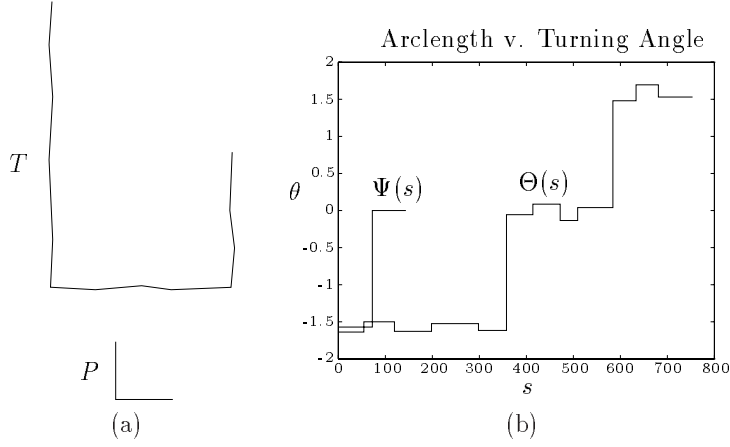 T
P
(a)
Arclength v. Turning Angle
2
1.5
1
0.5
0
-0.5
-1
-1.5
-2
θ
Ψ(s)
Θ(s)
0 100 200 300 400 500 600 700 800
s
(b)